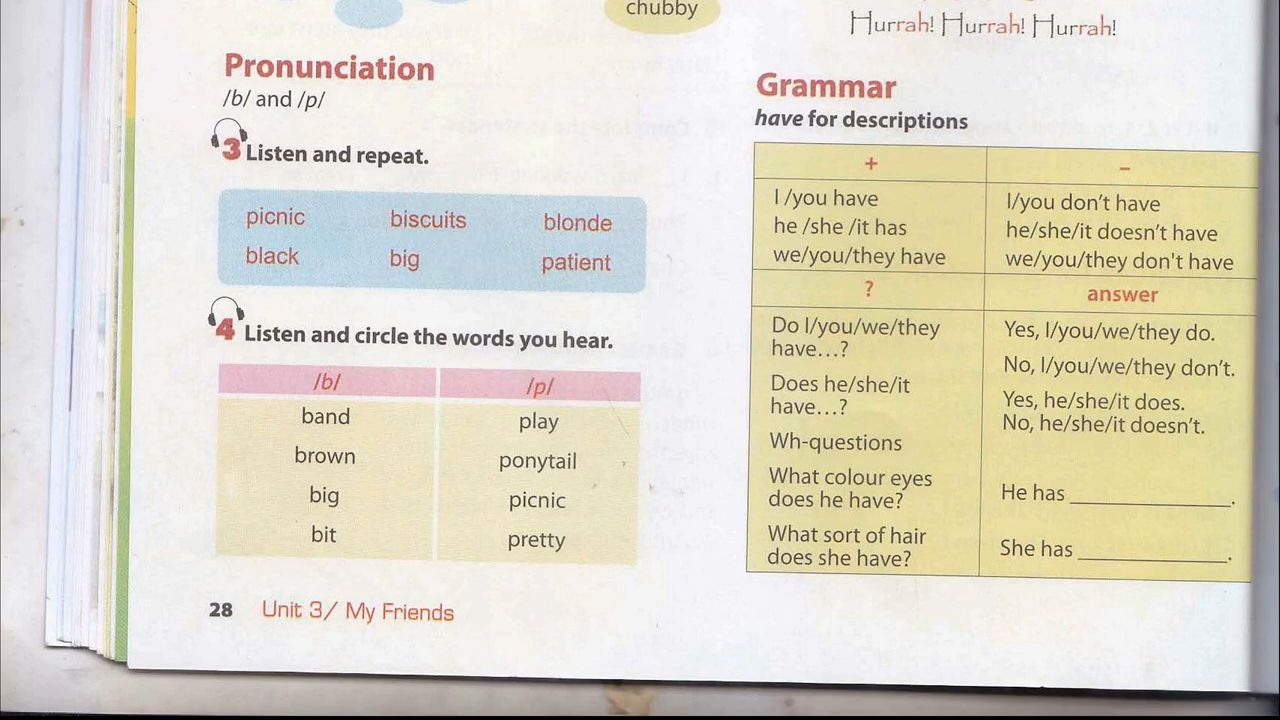 chubby
Hurrah! Hurrah! Hurrah!
Pronunciation
/b/ and /p/
3 Listen and repeat.
picnic biscuits blonde
black big patient
4 Listen and circle the words you hear.
/b/ /p/
band play
brown ponytail
big picnic
bit pretty
28 Unit 3/ My Friends
Grammar
have for descriptions
+ –
I /you have I/you don't have
he /she /it has he/she/it doesn't have
we/you/they have we/you/they don't have
? answer
Do I/you/we/they Yes, I/you/we/they do.
have...? No, I/you/we/they don't.
Does he/she/it Yes, he/she/it does.
have...? No, he/she/it doesn't.
Wh-questions
What colour eyes
does he have? He has ____________.
What sort of hair
does she have? She has ____________.